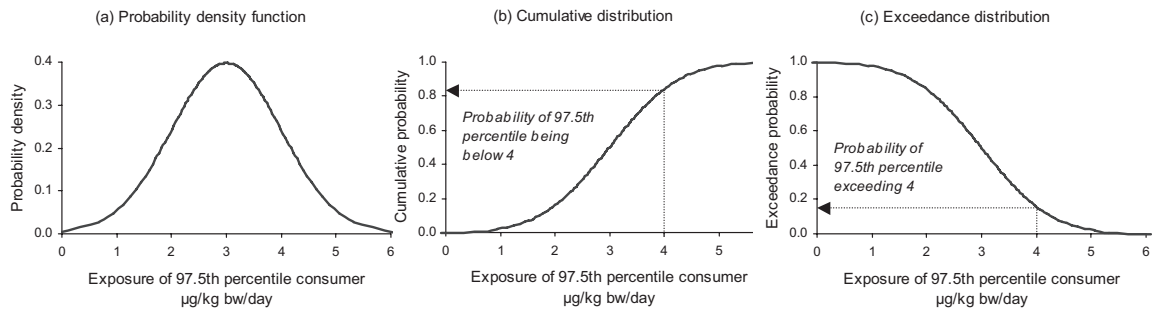 (a) Probability density function
Probability density
0.4
0.3
0.2
0.1
0.0
0 1 2 3 4 5 6
Exposure of 97.5th percentile consumer
µg/kg bw/day
(b) Cumulative distribution
Cumulative probability
1.0
0.8
0.6
0.4
0.2
0.0
Probability of 97.5th
percentile being
below 4
0 1 2 3 4 5
Exposure of 97.5th percentile consumer
µg/kg bw/day
(c) Exceedance distribution
Exceedance probability
1.0
0.8
0.6
0.4
0.2
0.0
Probability of
97.5th percentile
exceeding 4
0 1 2 3 4 5 6
Exposure of 97.5th percentile consumer
µg/kg bw/day